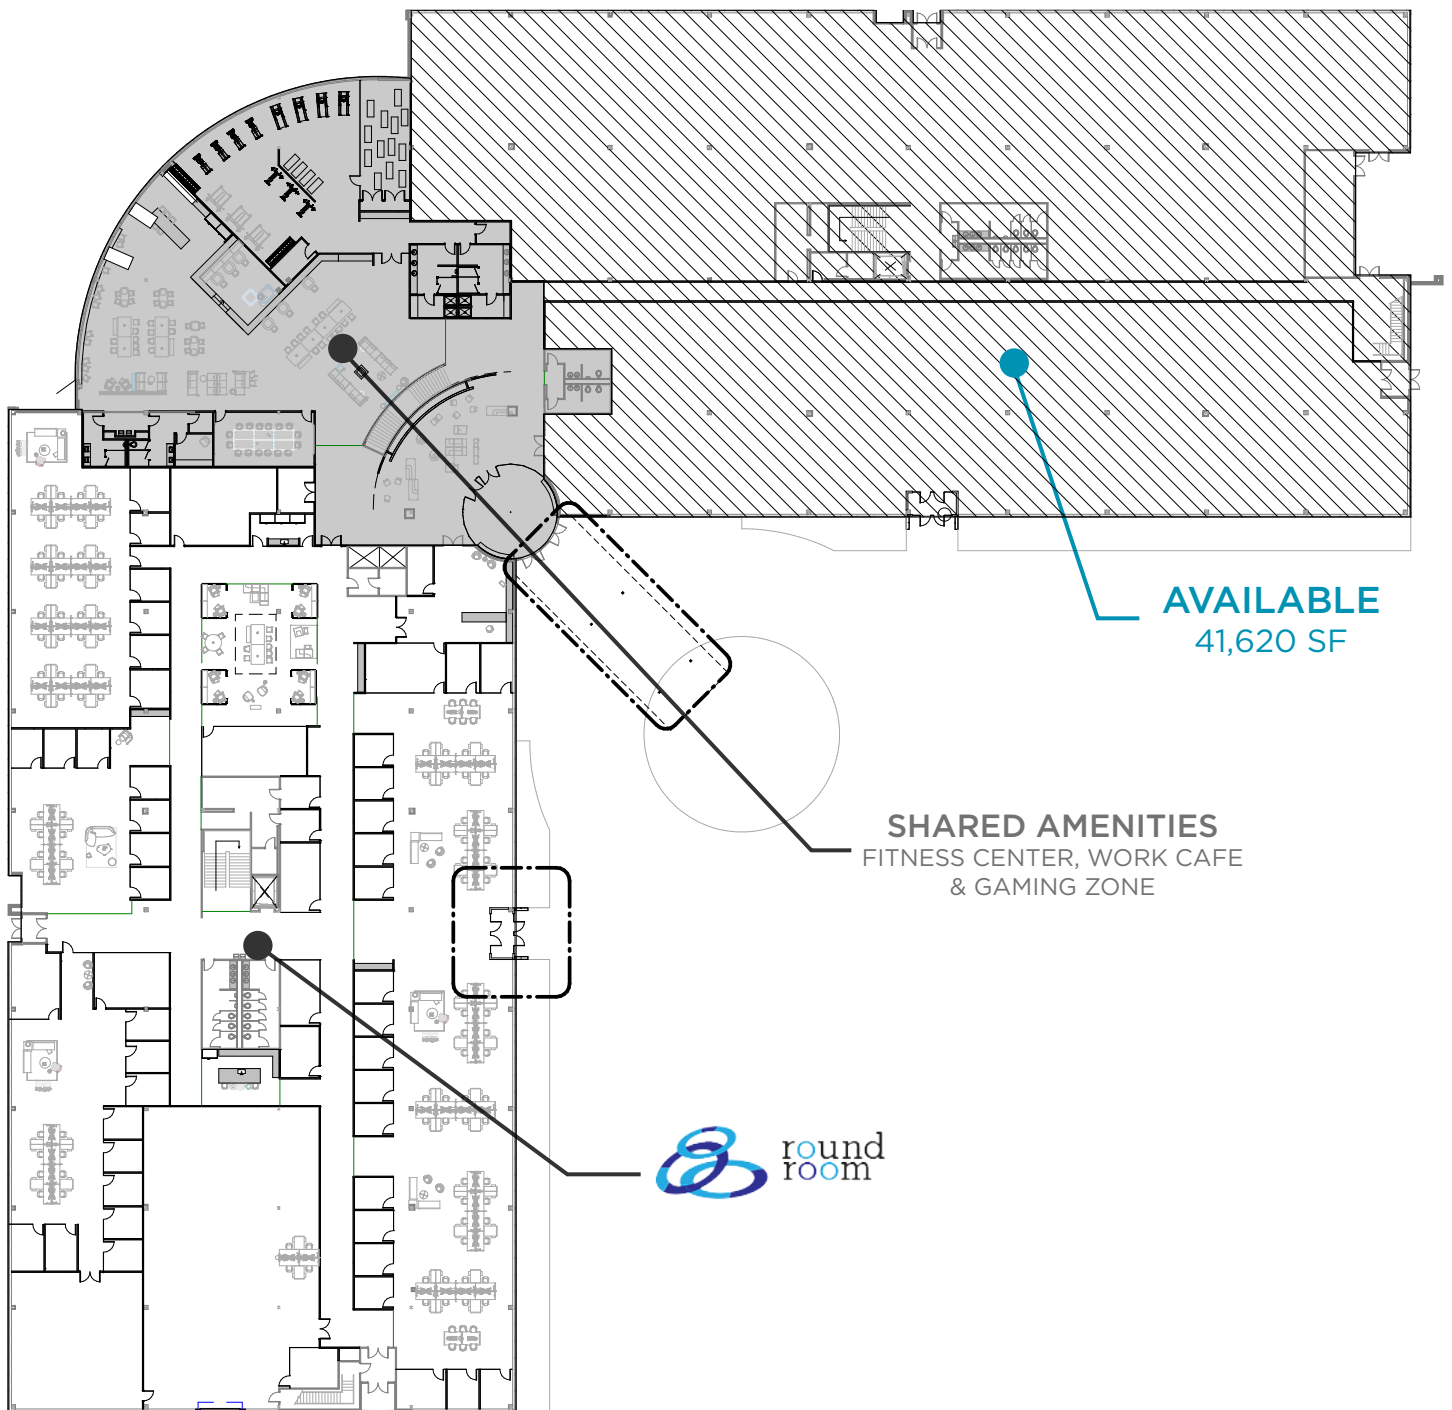 AVAILABLE
41,620 SF
SHARED AMENITIES
FITNESS CENTER, WORK CAFE
& GAMING ZONE
round
room